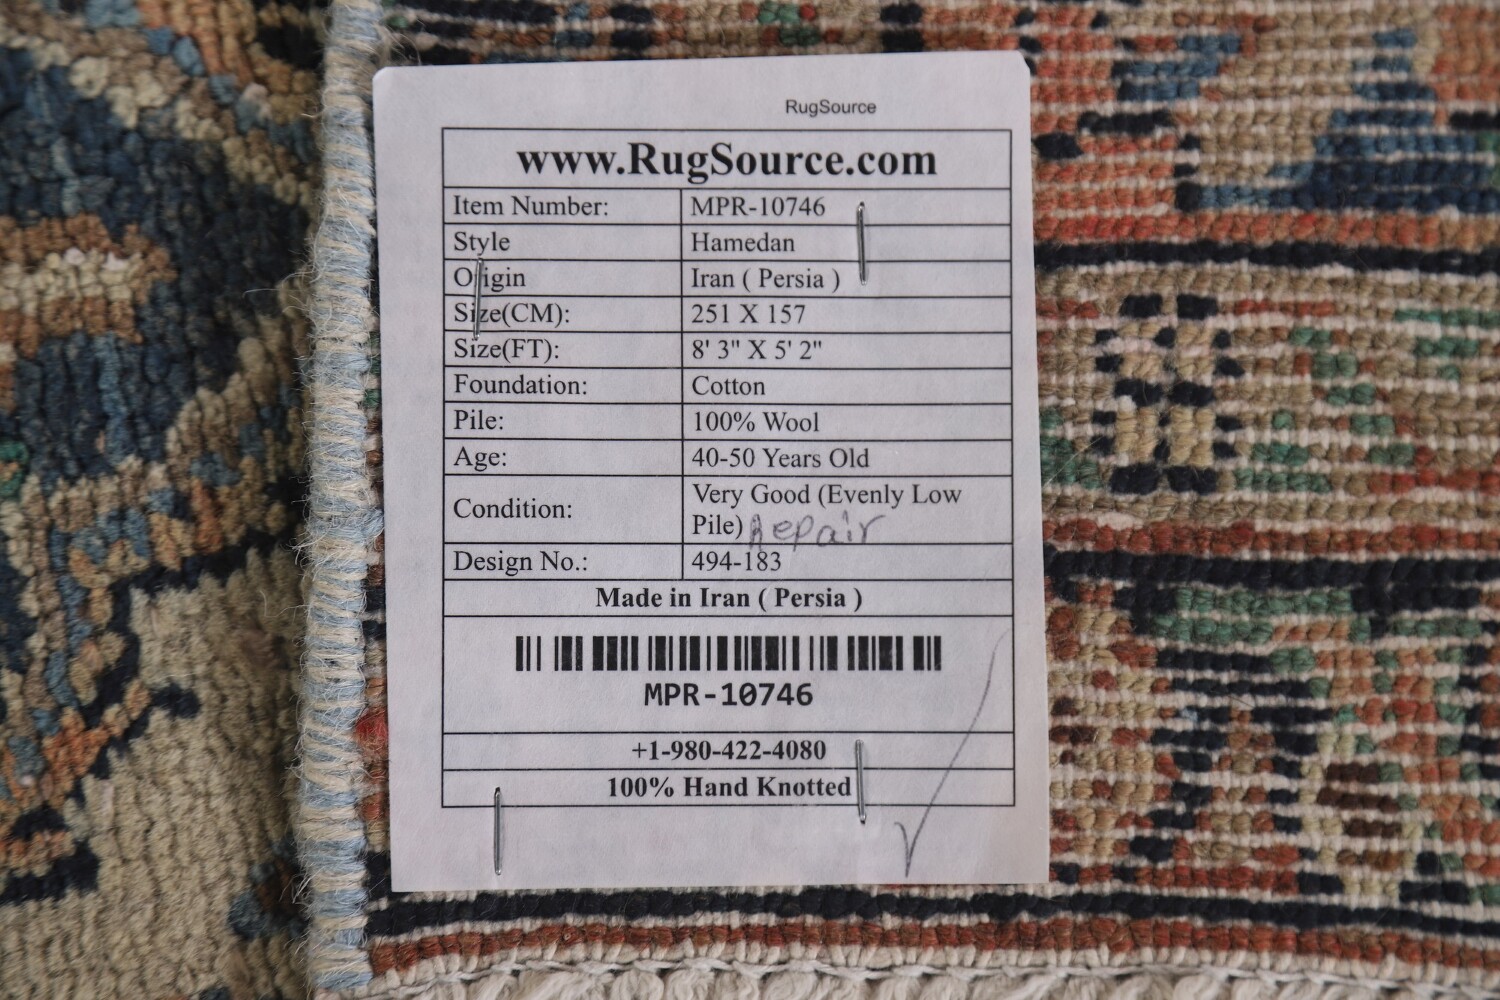 RugSource
www.RugSource.com
Item Number: MPR-10746
Style Hamedan
Origin Iran ( Persia )
Size(CM): 251 X 157
Size(FT): 8' 3" X 5' 2"
Foundation: Cotton
Pile: 100% Wool
Age: 40-50 Years Old
Condition: Very Good (Evenly Low
Pile) Repair
Design No.: 494-183
Made in Iran ( Persia )
MPR-10746
+1-980-422-4080
100% Hand Knotted